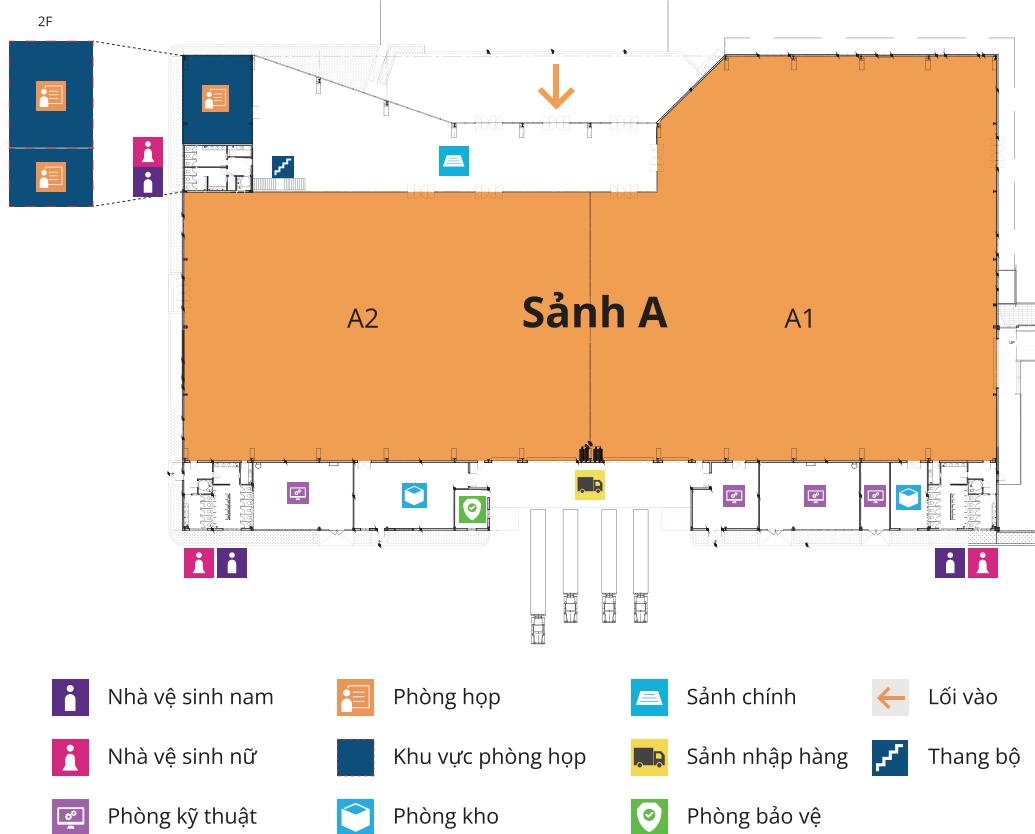 2F
Sảnh A
A2
A1
UP
Nhà vệ sinh nam
Phòng họp
Sảnh chính
Lối vào
Nhà vệ sinh nữ
Khu vực phòng họp
Sảnh nhập hàng
Thang bộ
Phòng kỹ thuật
Phòng kho
Phòng bảo vệ